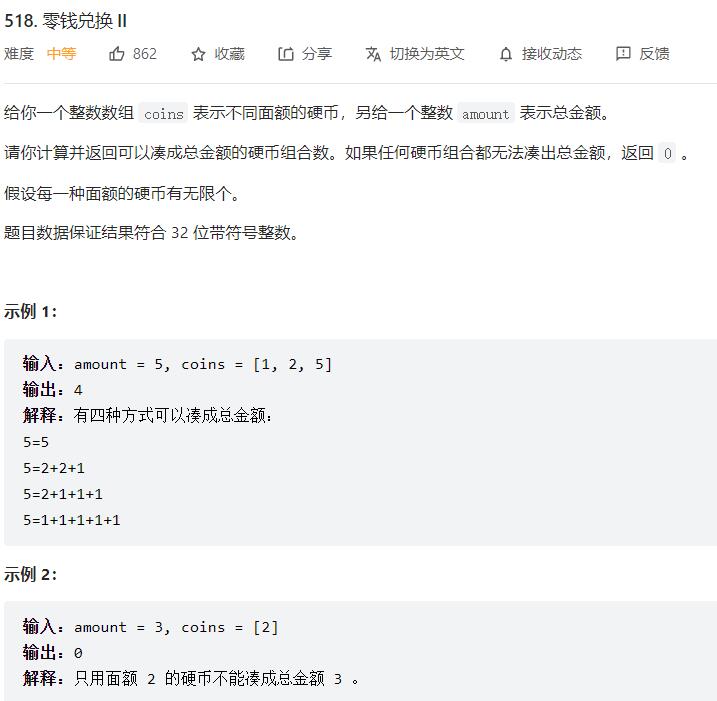 518. 零钱兑换 II
难度 中等 862 收藏 分享 切换为英文 接收动态 反馈
给你一个整数数组 coins 表示不同面额的硬币，另给一个整数 amount 表示总金额。
请你计算并返回可以凑成总金额的硬币组合数。如果任何硬币组合都无法凑出总金额，返回 0 。
假设每一种面额的硬币有无限个。
题目数据保证结果符合 32 位带符号整数。
示例 1：
输入：amount = 5, coins = [1, 2, 5]
输出：4
解释：有四种方式可以凑成总金额：
5=5
5=2+2+1
5=2+1+1+1
5=1+1+1+1+1
示例 2：
输入：amount = 3, coins = [2]
输出：0
解释：只用面额 2 的硬币不能凑成总金额 3 。